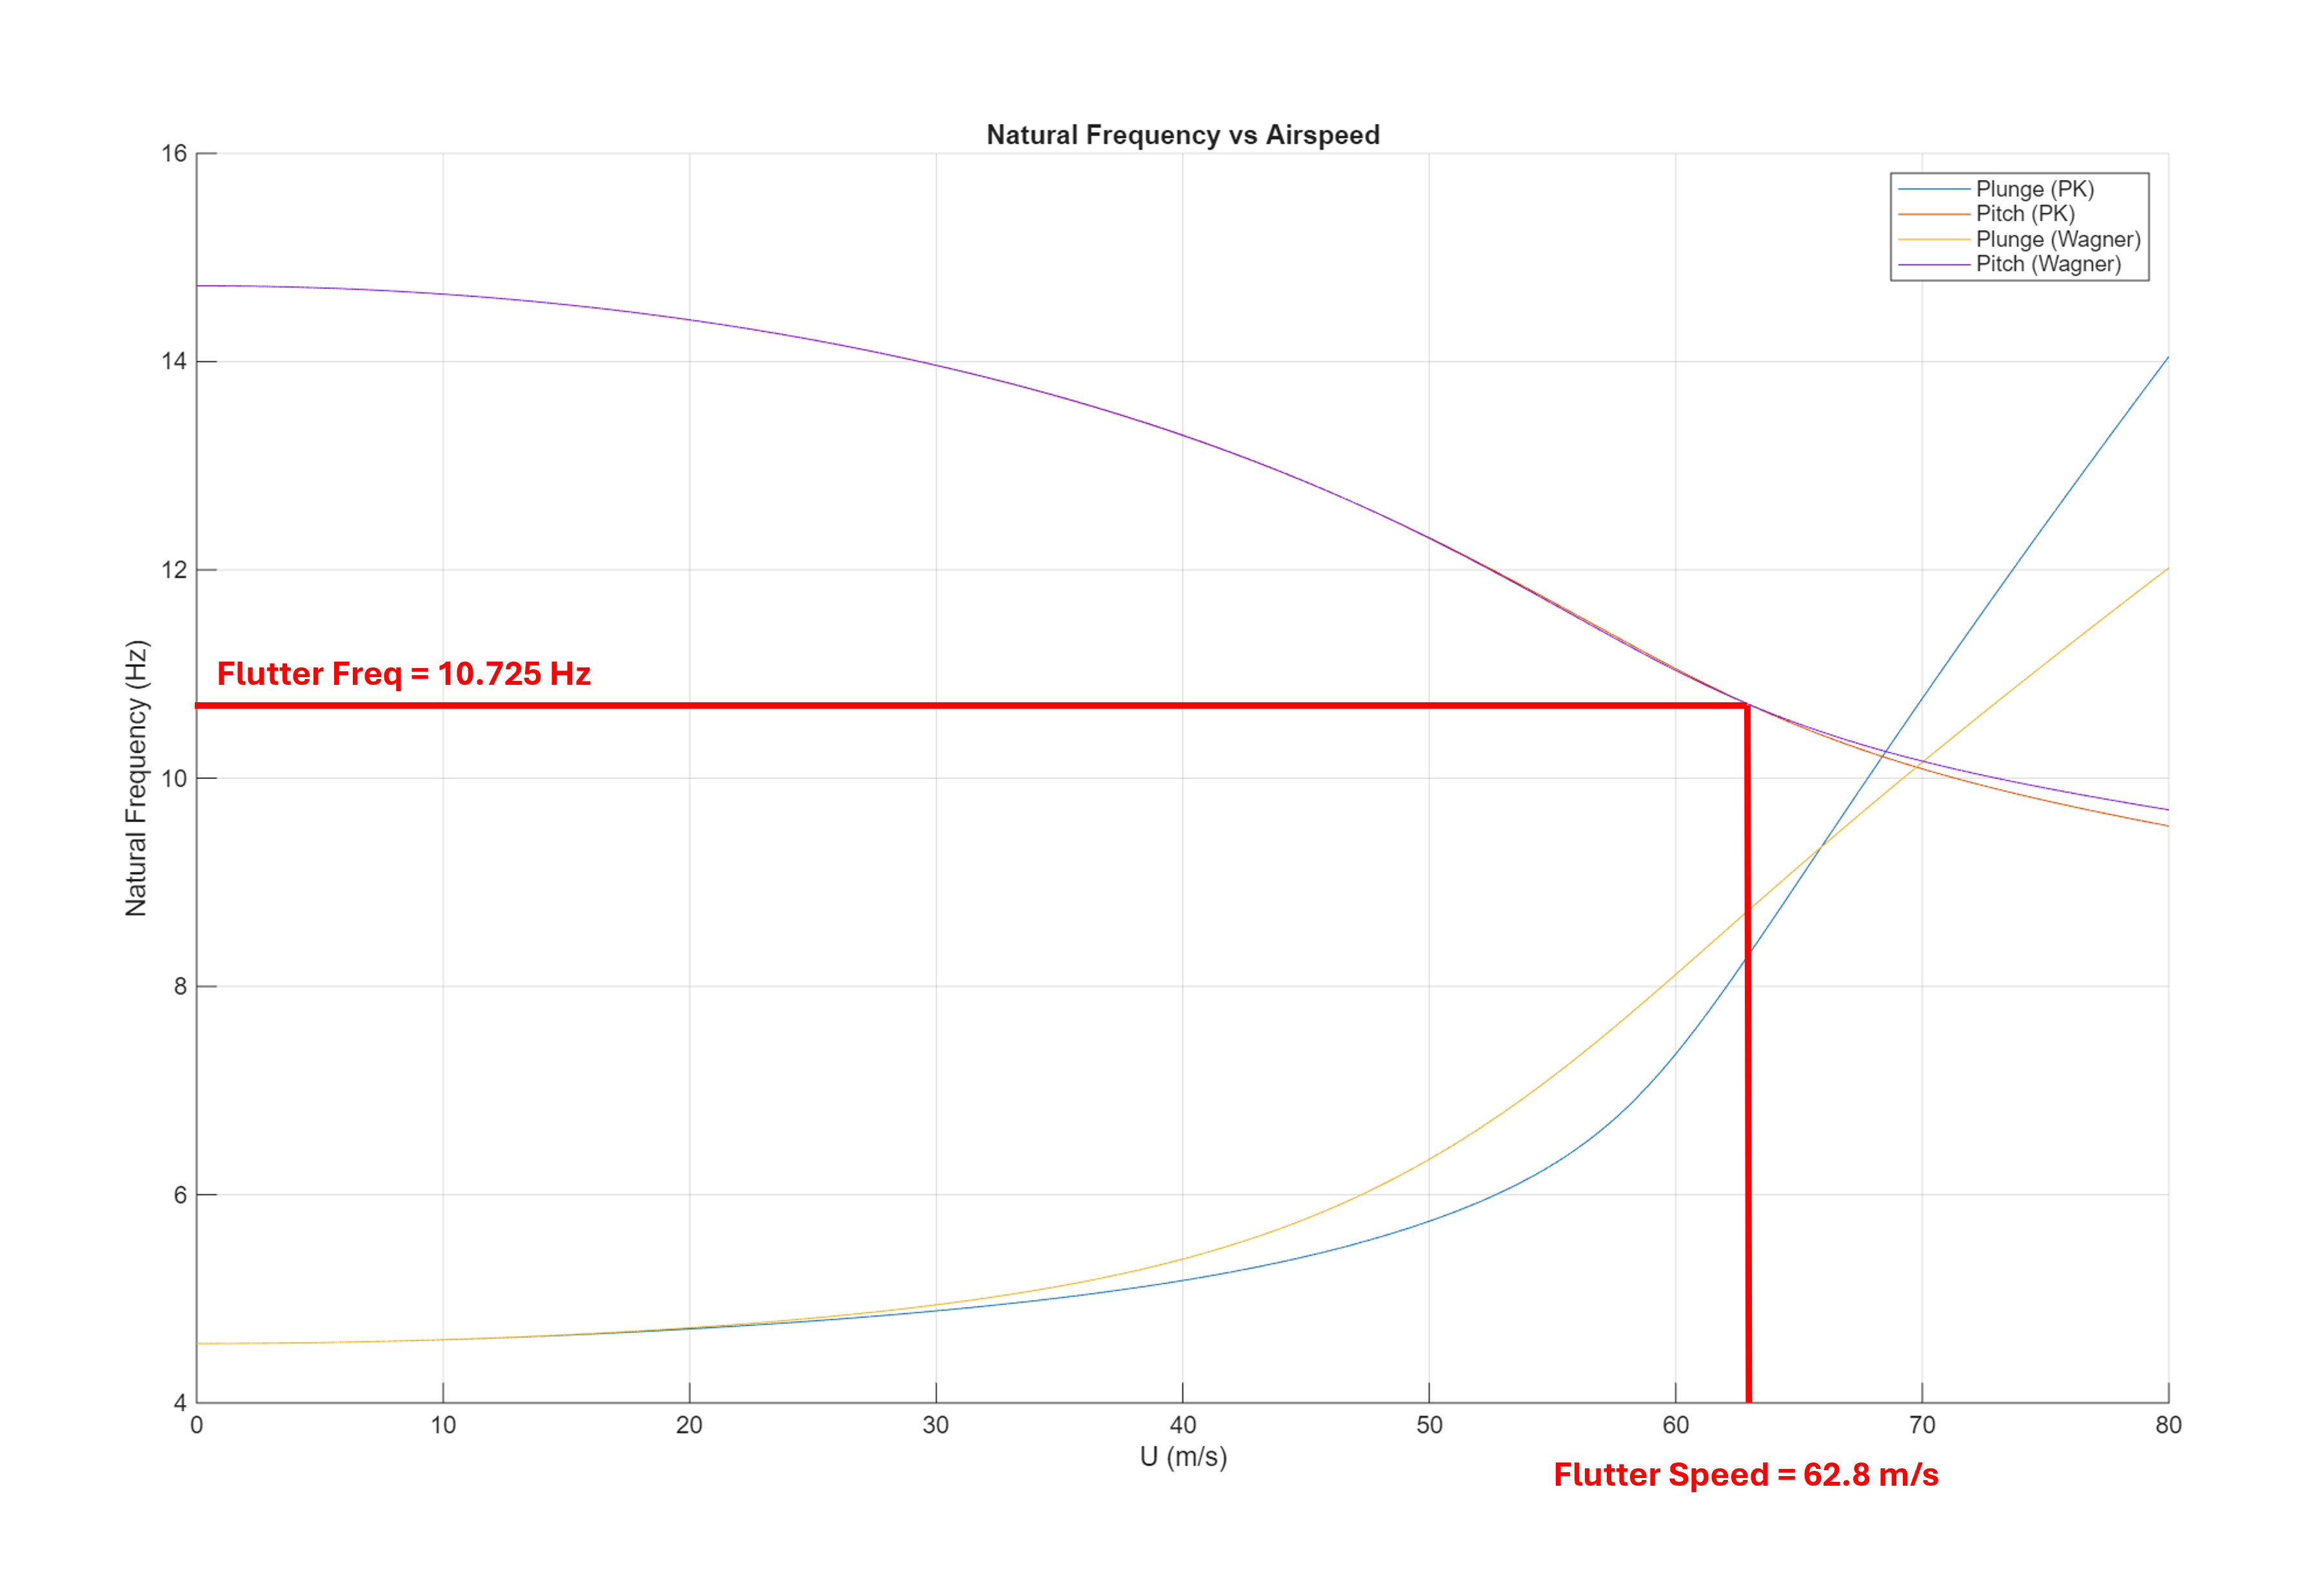 Natural Frequency vs Airspeed
Plunge (PK)
Pitch (PK)
Plunge (Wagner)
Pitch (Wagner)
16
14
12
10
8
6
4
Natural Frequency (Hz)
Flutter Freq = 10.725 Hz
0 10 20 30 40 50 60 70 80
U (m/s)
Flutter Speed = 62.8 m/s